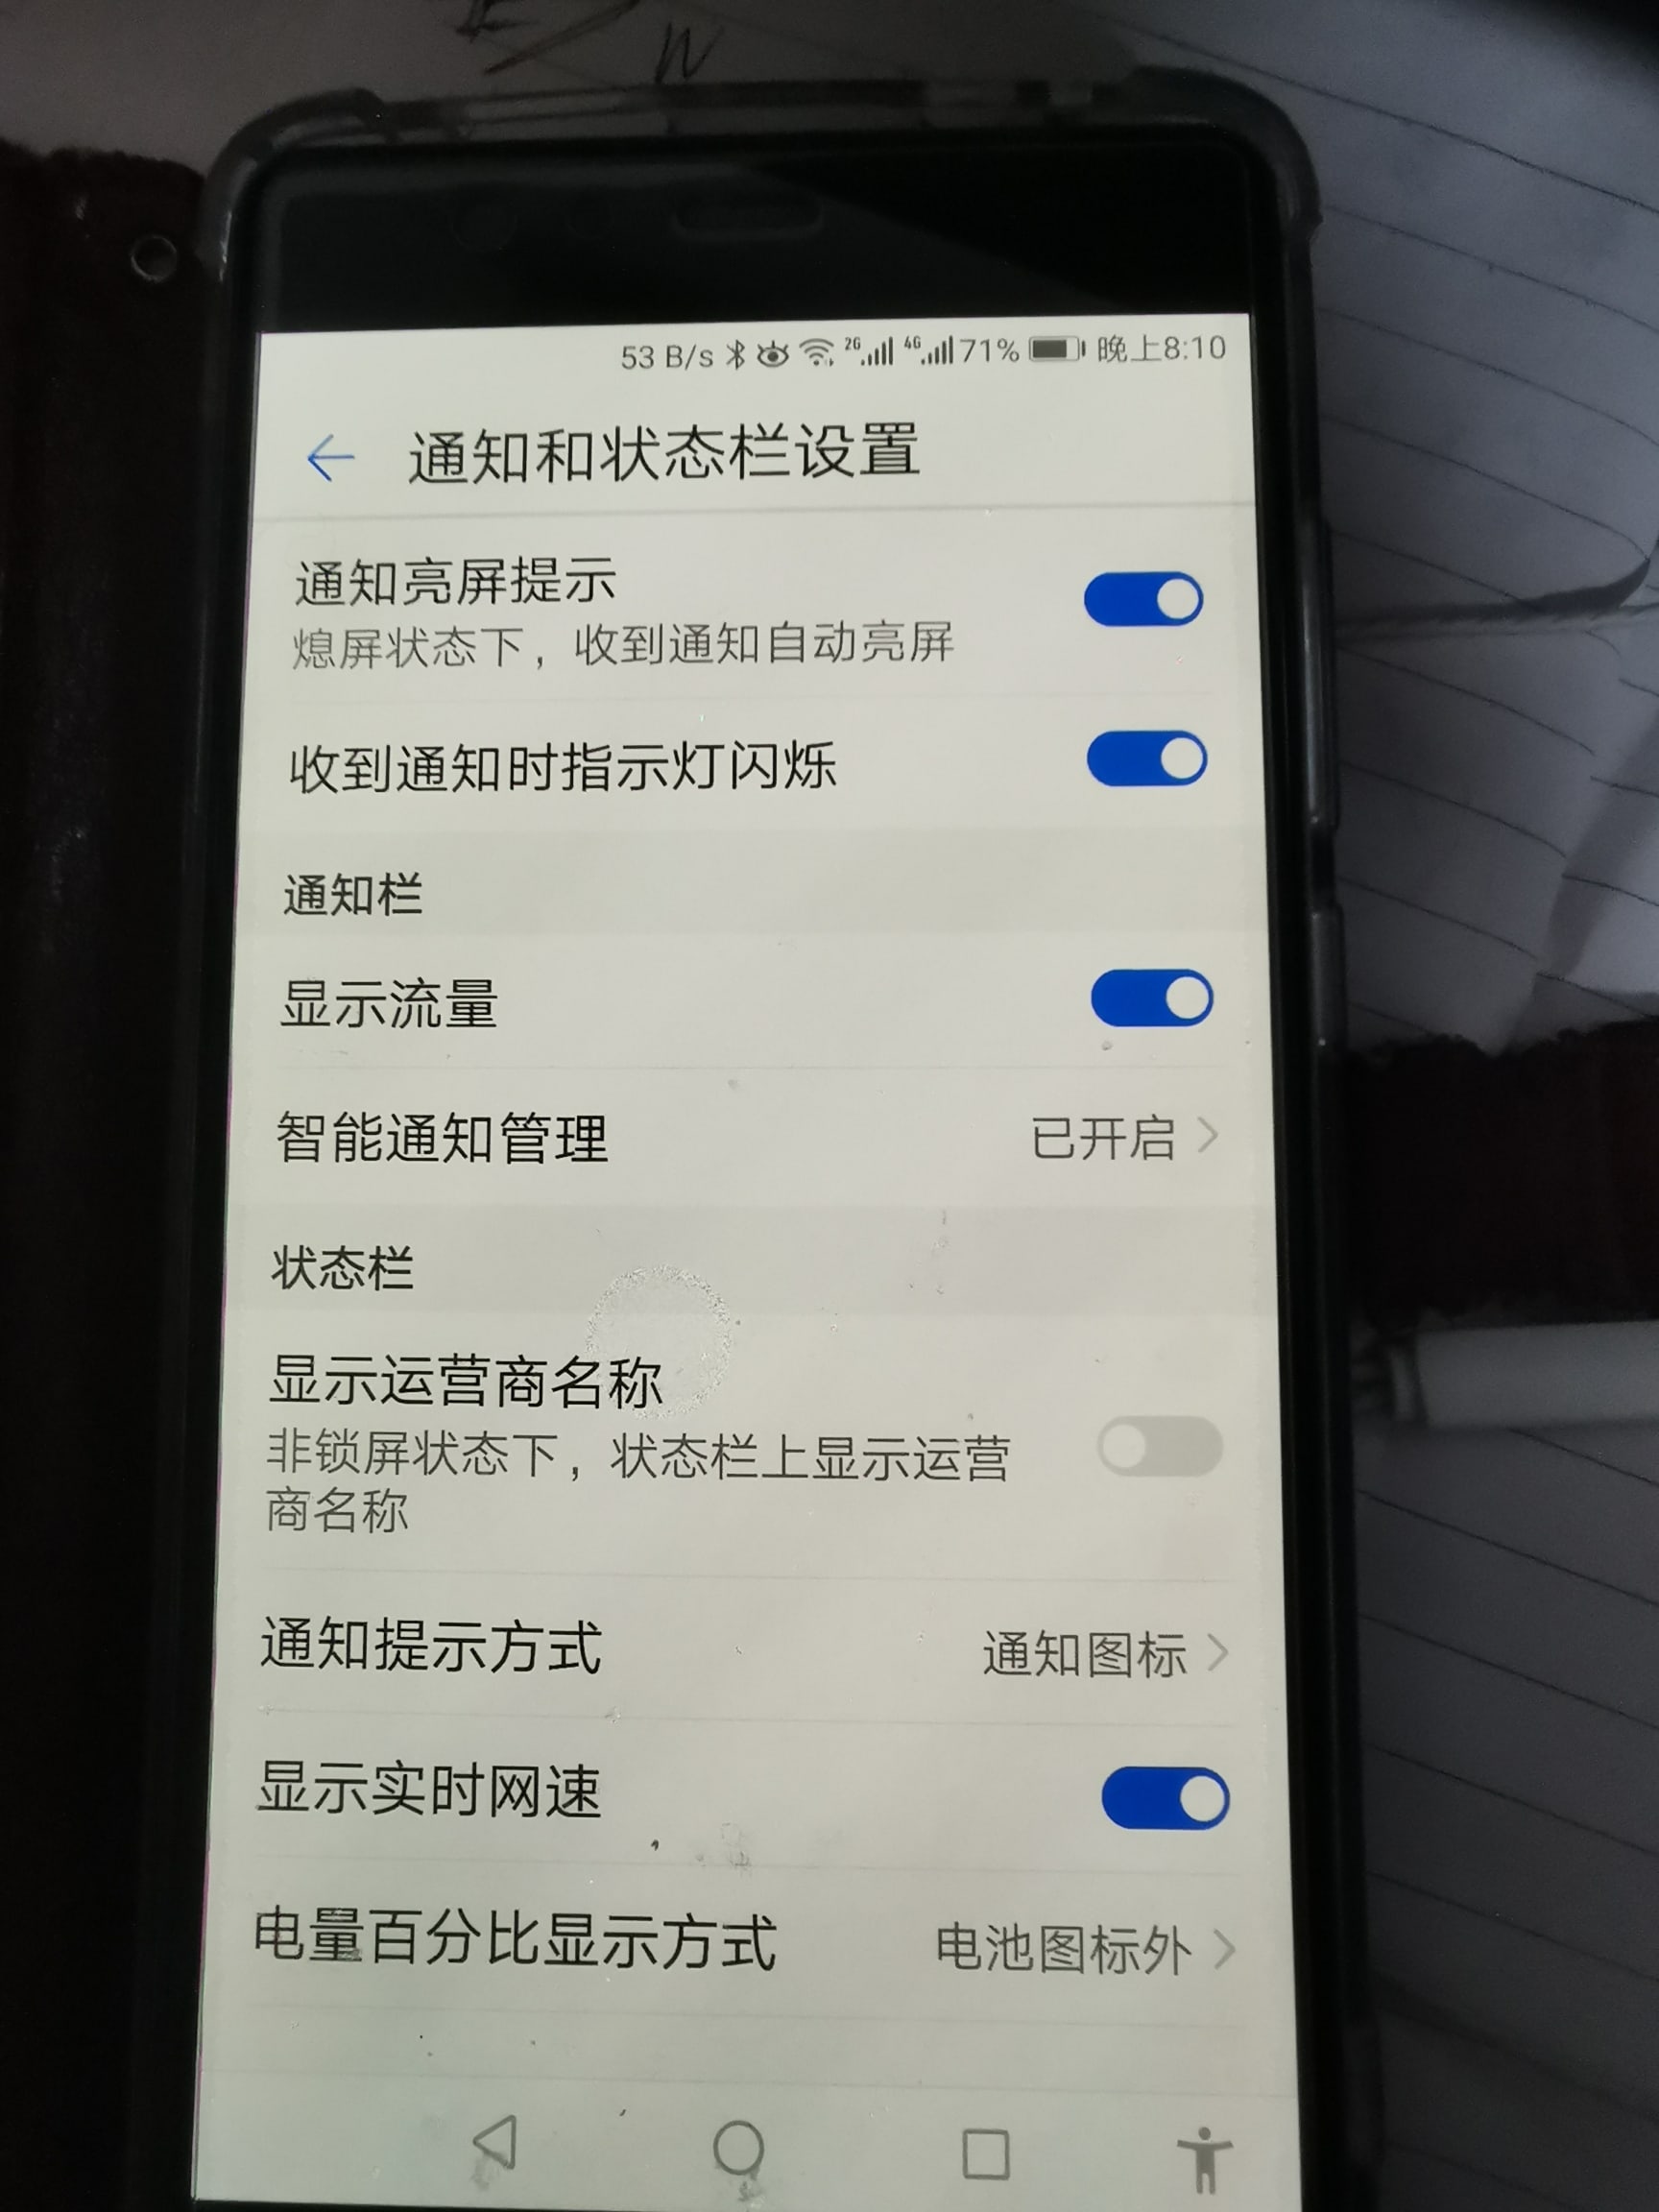 W
53 B/s 2G 4G 71% 晚上8:10
通知和状态栏设置
通知亮屏提示
熄屏状态下，收到通知自动亮屏
收到通知时指示灯闪烁
通知栏
显示流量
智能通知管理 已开启
状态栏
显示运营商名称
非锁屏状态下，状态栏上显示运营
商名称
通知提示方式 通知图标
显示实时网速
电量百分比显示方式 电池图标外